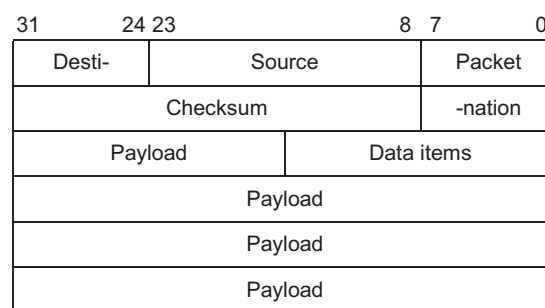 31 24 23 8 7 0
Desti- Source Packet
Checksum -nation
Payload Data items
Payload
Payload
Payload